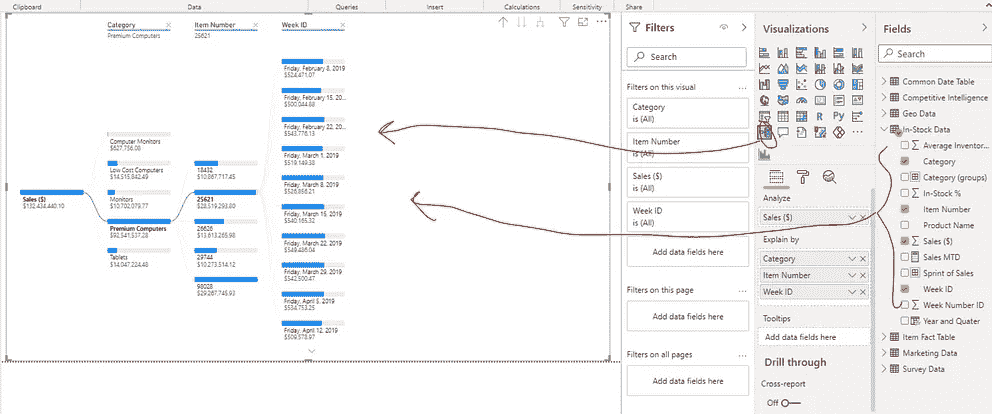 Clipboard
Data
Queries
Insert
Calculations
Sensitivity
Share
Category
Premium Computers
Item Number
25621
Week ID
Sales ($)
$132,434,440.10
Computer Monitors
$627,756.08
Low Cost Computers
$14,515,842.49
Monitors
$10,702,079.77
Premium Computers
$92,541,537.28
Tablets
$14,047,224.48
18432
$10,867,717.45
25621
$28,519,293.80
26626
$13,613,265.98
29744
$10,273,514.12
98028
$29,267,745.93
Friday, February 8, 2019
$524,471.07
Friday, February 15, 20...
$500,044.88
Friday, February 22, 20...
$543,776.13
Friday, March 1, 2019
$519,149.38
Friday, March 8, 2019
Friday, March 15, 2019
$540,165.32
Friday, March 22, 2019
$549,486.04
Friday, March 29, 2019
$542,500.47
Friday, April 5, 2019
$534,753.25
Friday, April 12, 2019
$509,578.97
Filters
Search
Filters on this visual
...
Category
is (All)
Item Number
is (All)
Sales ($)
is (All)
Week ID
is (All)
Add data fields here
Filters on this page
...
Add data fields here
Filters on all pages
...
Add data fields here
Visualizations
Analyze
Sales ($)
Explain by
Category
Item Number
Week ID
Tooltips
Add data fields here
Drill through
Cross-report
Off
Fields
Search
Common Date Table
Competitive Intelligence
Geo Data
In-Stock Data
Average Inventor...
Category
Category (groups)
In-Stock %
Item Number
Product Name
Sales ($)
Sales MTD
Sprint of Sales
Week ID
Week Number ID
Year and Quater
Item Fact Table
Marketing Data
Survey Data